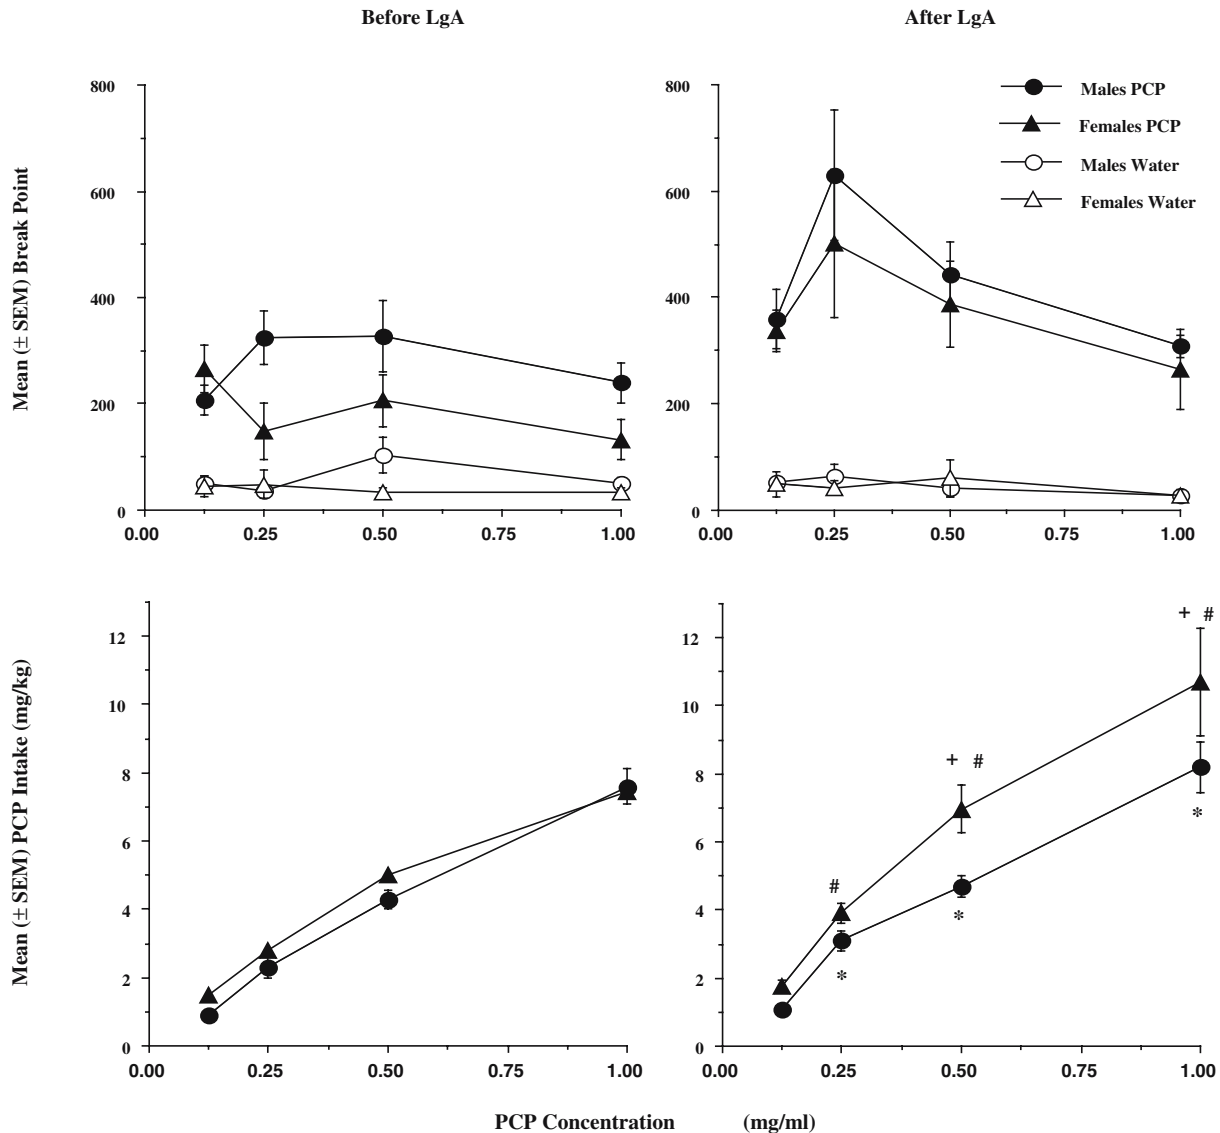 Before LgA
After LgA
Mean (± SEM) Break Point
800
600
400
200
0
0.00 0.25 0.50 0.75 1.00
800
600
400
200
0
0.00 0.25 0.50 0.75 1.00
Males PCP
Females PCP
Males Water
Females Water
Mean (± SEM) PCP Intake (mg/kg)
12
10
8
6
4
2
0
0.00 0.25 0.50 0.75 1.00
12
10
8
6
4
2
0
0.00 0.25 0.50 0.75 1.00
+ #
+ #
#
*
*
*
PCP Concentration (mg/ml)